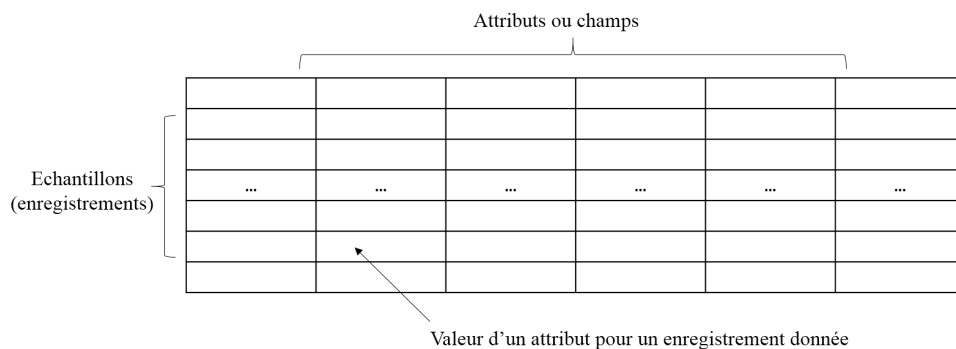 Attributs ou champs
Echantillons
(enregistrements)
... ... ... ... ... ...
Valeur d’un attribut pour un enregistrement donnée